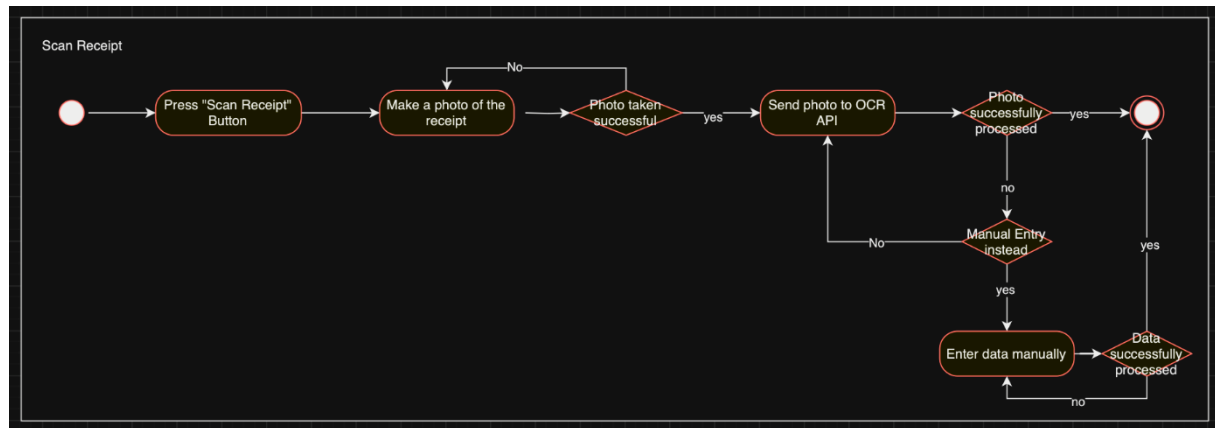 Scan Receipt
No
Press "Scan Receipt"
Button
Make a photo of the
receipt
Photo taken
successful
yes
Send photo to OCR
API
Photo
successfully
processed
yes
no
Manual Entry
instead
No
yes
Enter data manually
Data
successfully
processed
yes
no